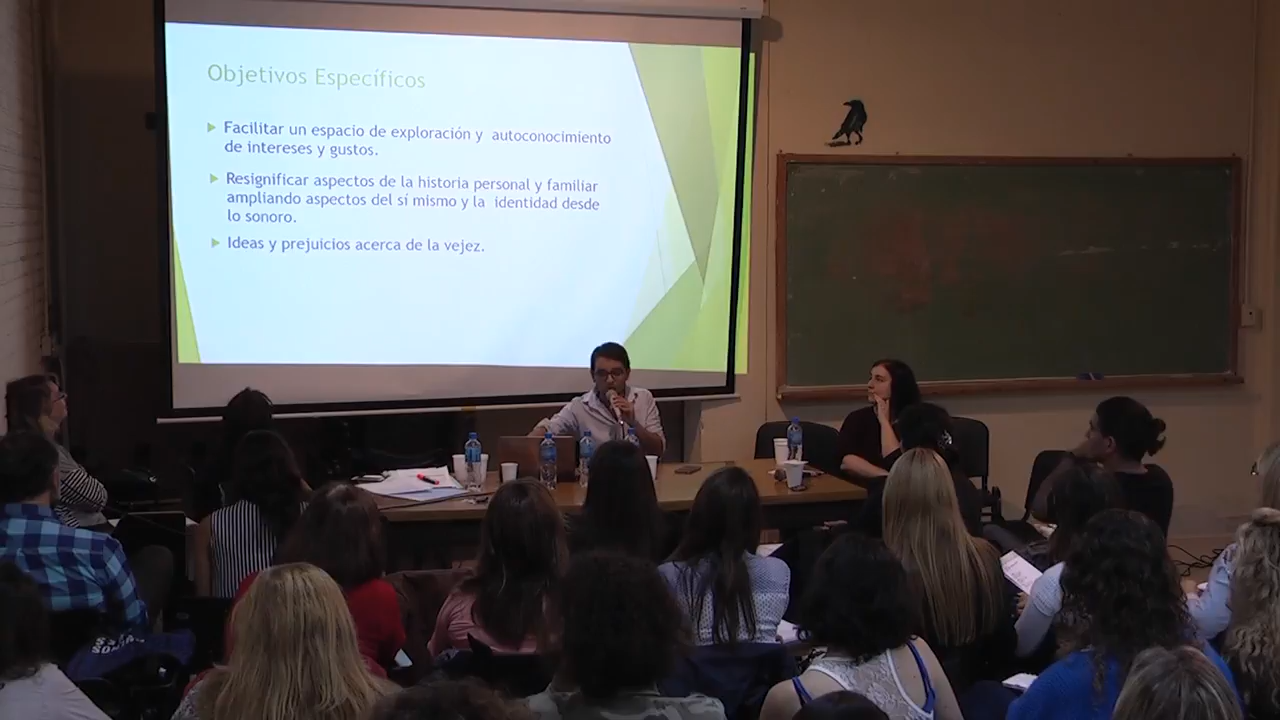 Objetivos Específicos
Facilitar un espacio de exploración y autoconocimiento
de intereses y gustos.
Resignificar aspectos de la historia personal y familiar
ampliando aspectos del sí mismo y la identidad desde
lo sonoro.
Ideas y prejuicios acerca de la vejez.